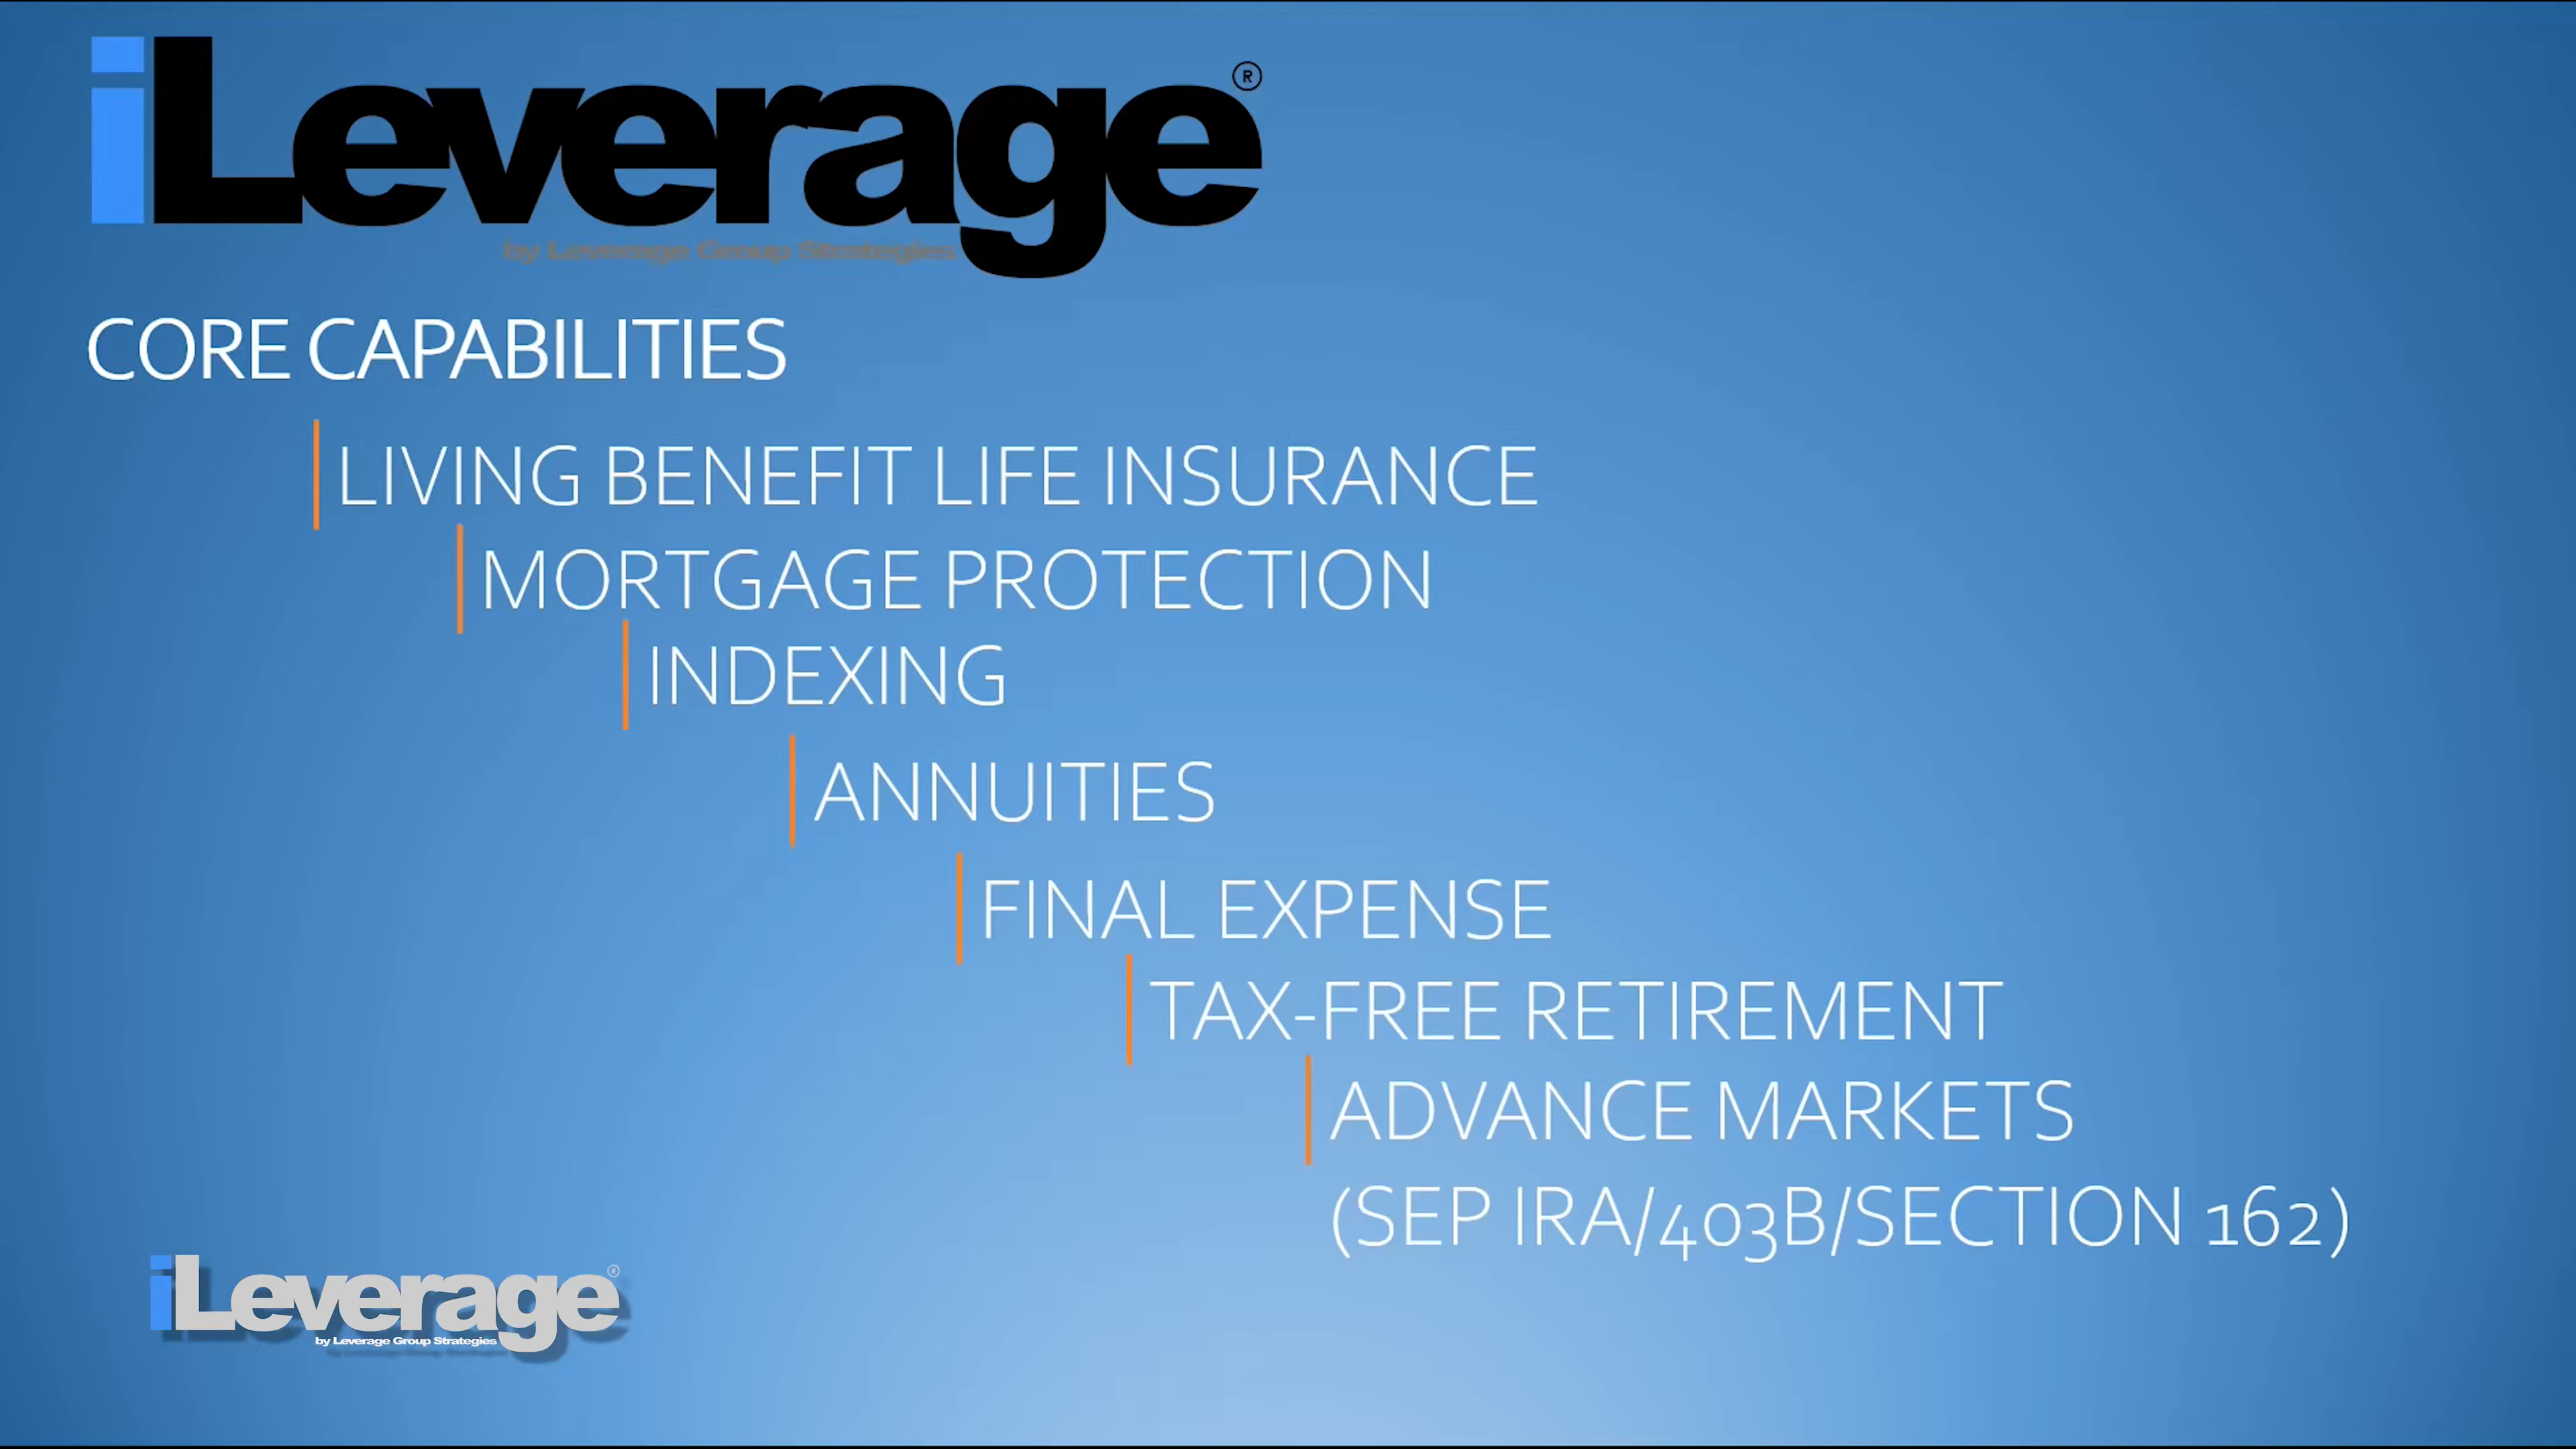 iLeverage®
by Leverage Group Strategies
CORE CAPABILITIES
LIVING BENEFIT LIFE INSURANCE
MORTGAGE PROTECTION
INDEXING
ANNUITIES
FINAL EXPENSE
TAX-FREE RETIREMENT
ADVANCE MARKETS
(SEP IRA/403B/SECTION 162)
iLeverage®
by Leverage Group Strategies